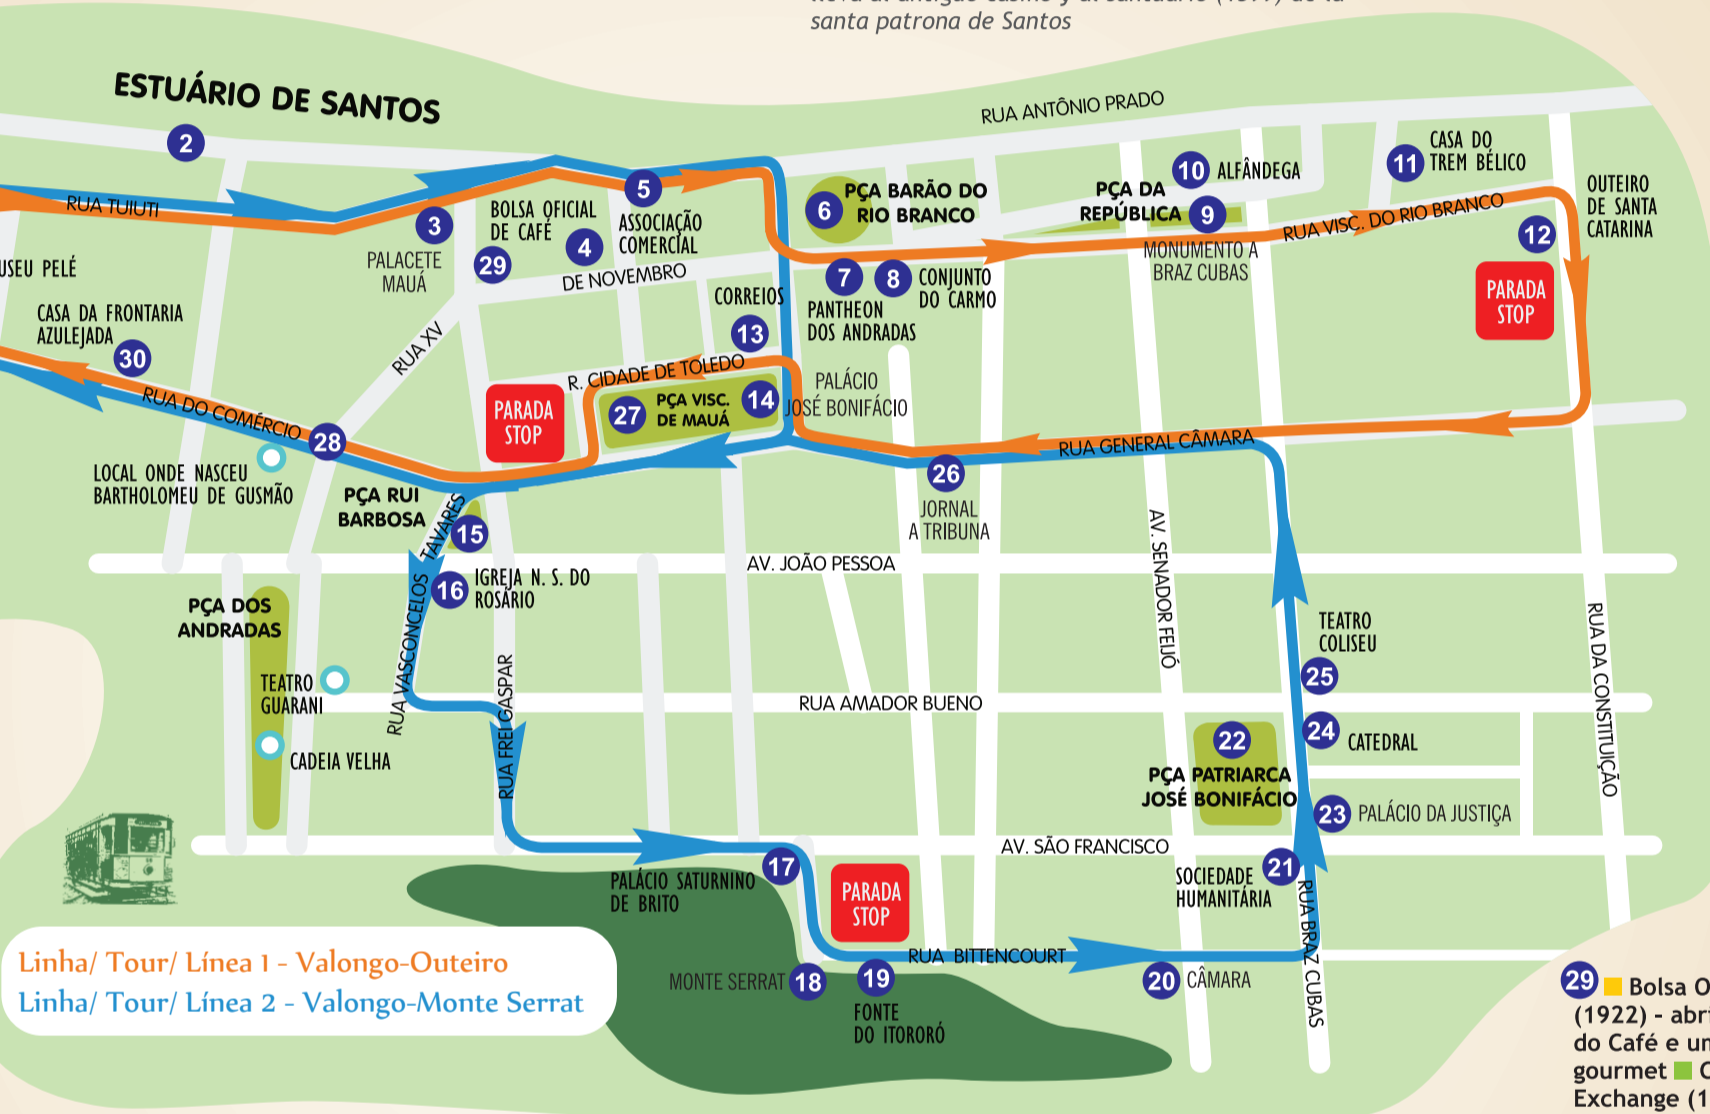 santa patrona de Santos
ESTUÁRIO DE SANTOS
2
RUA ANTÔNIO PRADO
CASA DO
TREM BÉLICO
11
10
ALFÂNDEGA
OUTEIRO
DE SANTA
CATARINA
12
RUA TUIUTI
5
ASSOCIAÇÃO
COMERCIAL
BOLSA OFICIAL
DE CAFÉ
4
3
PALACETE
MAUÁ
29
6
PÇA BARÃO DO
RIO BRANCO
PÇA DA
REPÚBLICA
9
MONUMENTO A
BRAZ CUBAS
RUA VISC. DO RIO BRANCO
PARADA
STOP
PELÉ
DE NOVEMBRO
7
8
CONJUNTO
DO CARMO
PANTHEON
DOS ANDRADAS
CORREIOS
13
CASA DA FRONTARIA
AZULEJADA
30
RUA XV
R. CIDADE DE TOLEDO
PALÁCIO
JOSÉ BONIFÁCIO
PARADA
STOP
27
PÇA VISC.
DE MAUÁ
14
RUA DO COMÉRCIO
28
RUA GENERAL CÂMARA
LOCAL ONDE NASCEU
BARTHOLOMEU DE GUSMÃO
PÇA RUI
BARBOSA
15
26
JORNAL
A TRIBUNA
AV. SENADOR FEIJÓ
AV. JOÃO PESSOA
RUA VASCONCELOS TAVARES
16
IGREJA N. S. DO
ROSÁRIO
PÇA DOS
ANDRADAS
TEATRO
COLISEU
25
RUA DA CONSTITUIÇÃO
TEATRO
GUARANI
RUA FREI GASPAR
RUA AMADOR BUENO
CADEIA VELHA
22
24
CATEDRAL
PÇA PATRIARCA
JOSÉ BONIFÁCIO
23
PALÁCIO DA JUSTIÇA
AV. SÃO FRANCISCO
17
PALÁCIO SATURNINO
DE BRITO
PARADA
STOP
SOCIEDADE
HUMANITÁRIA
21
RUA BRAZ CUBAS
RUA BITTENCOURT
MONTE SERRAT
18
19
FONTE
DO ITORORÓ
20
CÂMARA
Linha/ Tour/ Línea 1 - Valongo-Outeiro
Linha/ Tour/ Línea 2 - Valongo-Monte Serrat
29 Bolsa O
(1922) - abr
do Café e u
gourmet
Exchange (1